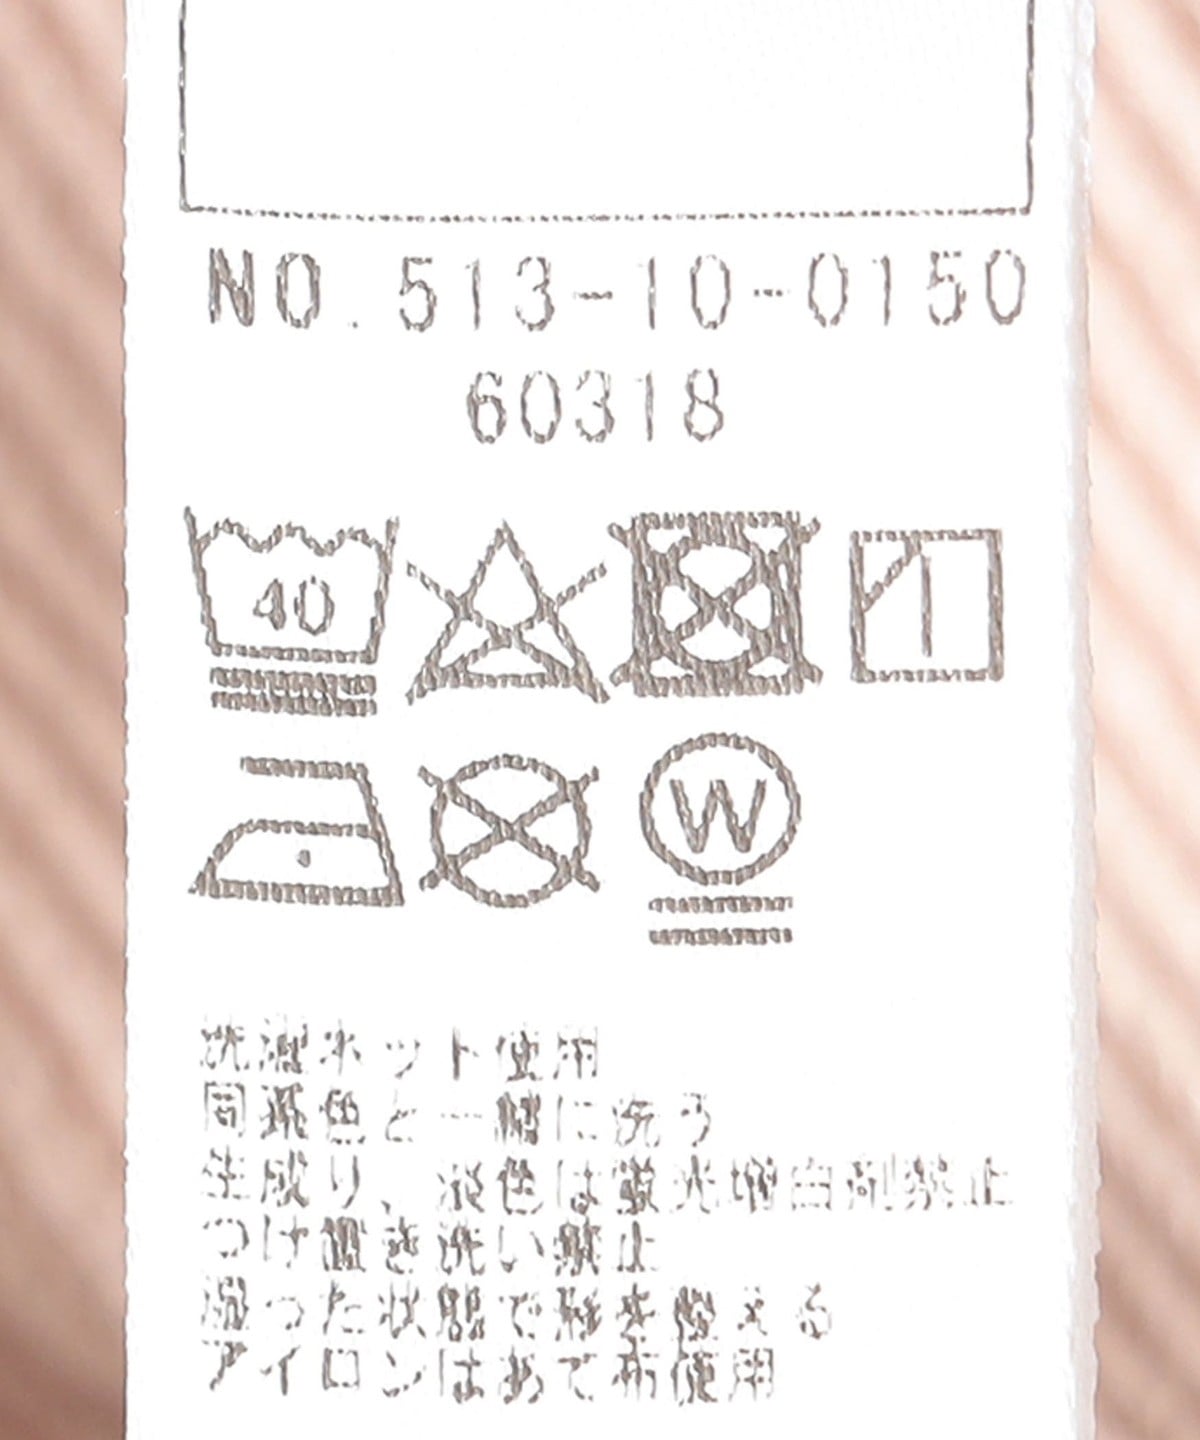 NO. 513-10-0150
60318
40
W
洗濯ネット使用
同系色と一緒に洗う
生成り、淡色は蛍光増白剤禁止
つけ置き洗い禁止
湿った状態で形を整える
アイロンはあて布使用